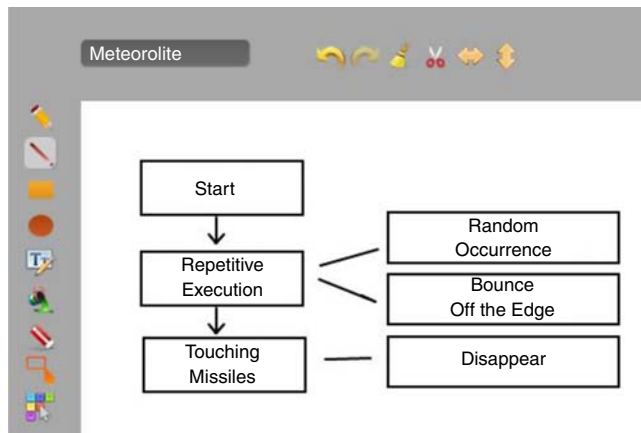 Meteorolite
Start
Repetitive
Execution
Random
Occurrence
Bounce
Off the Edge
Touching
Missiles
Disappear